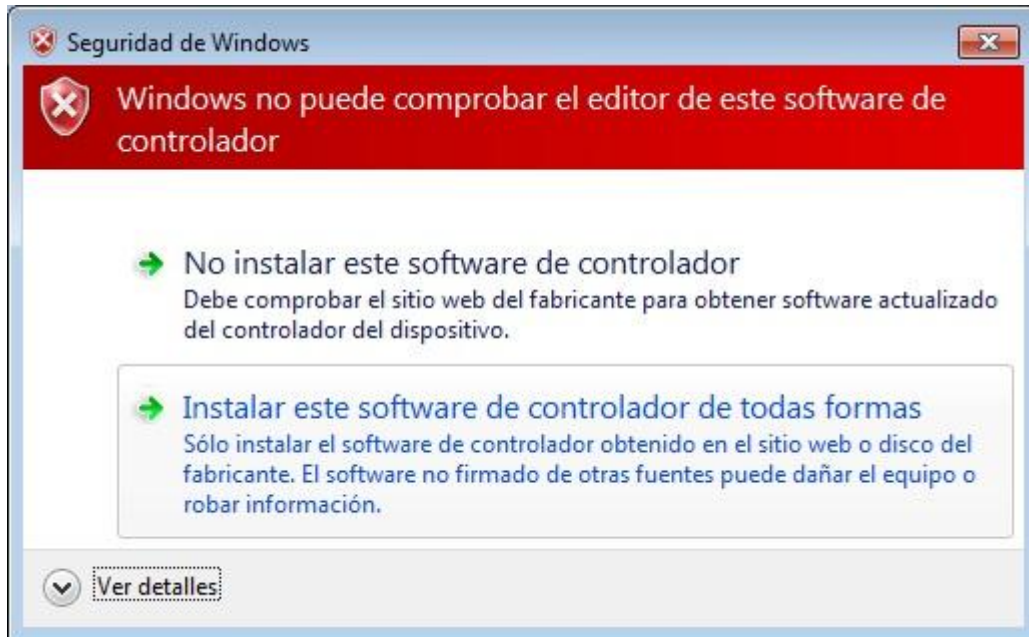 Seguridad de Windows
Windows no puede comprobar el editor de este software de
controlador
No instalar este software de controlador
Debe comprobar el sitio web del fabricante para obtener software actualizado
del controlador del dispositivo.
Instalar este software de controlador de todas formas
Sólo instalar el software de controlador obtenido en el sitio web o disco del
fabricante. El software no firmado de otras fuentes puede dañar el equipo o
robar información.
Ver detalles